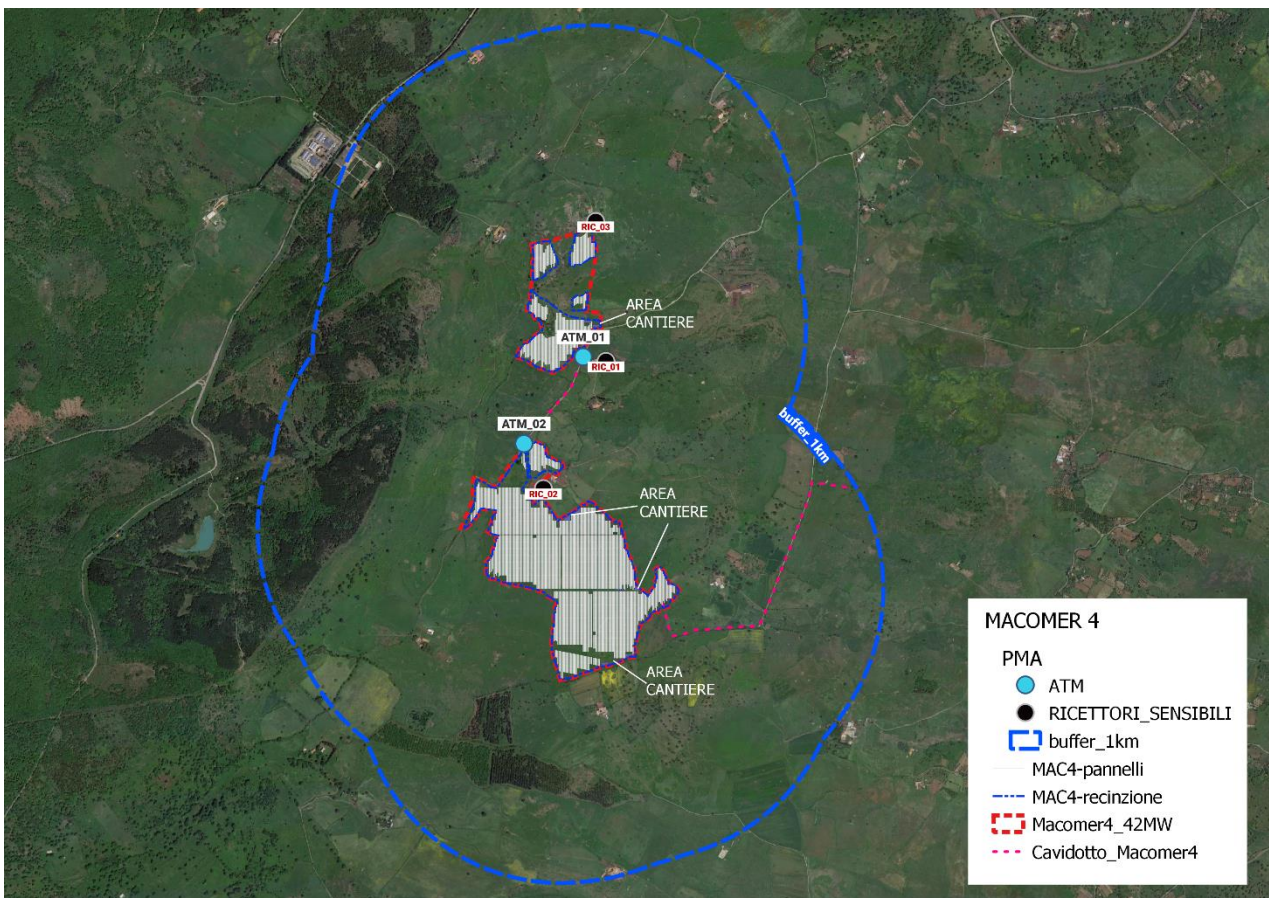 RIC_03
AREA
CANTIERE
ATM_01
RIC_01
buffer_1km
ATM_02
RIC_02
AREA
CANTIERE
AREA
CANTIERE
MACOMER 4
PMA
ATM
RICETTORI_SENSIBILI
buffer_1km
MAC4-pannelli
MAC4-recinzione
Macomer4_42MW
Cavidotto_Macomer4